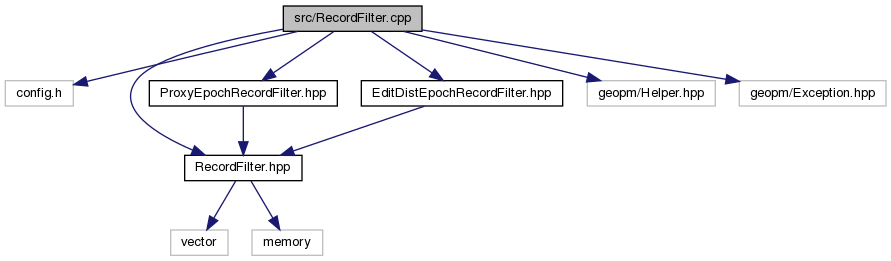 src/RecordFilter.cpp
config.h
ProxyEpochRecordFilter.hpp
EditDistEpochRecordFilter.hpp
geopm/Helper.hpp
geopm/Exception.hpp
RecordFilter.hpp
vector
memory